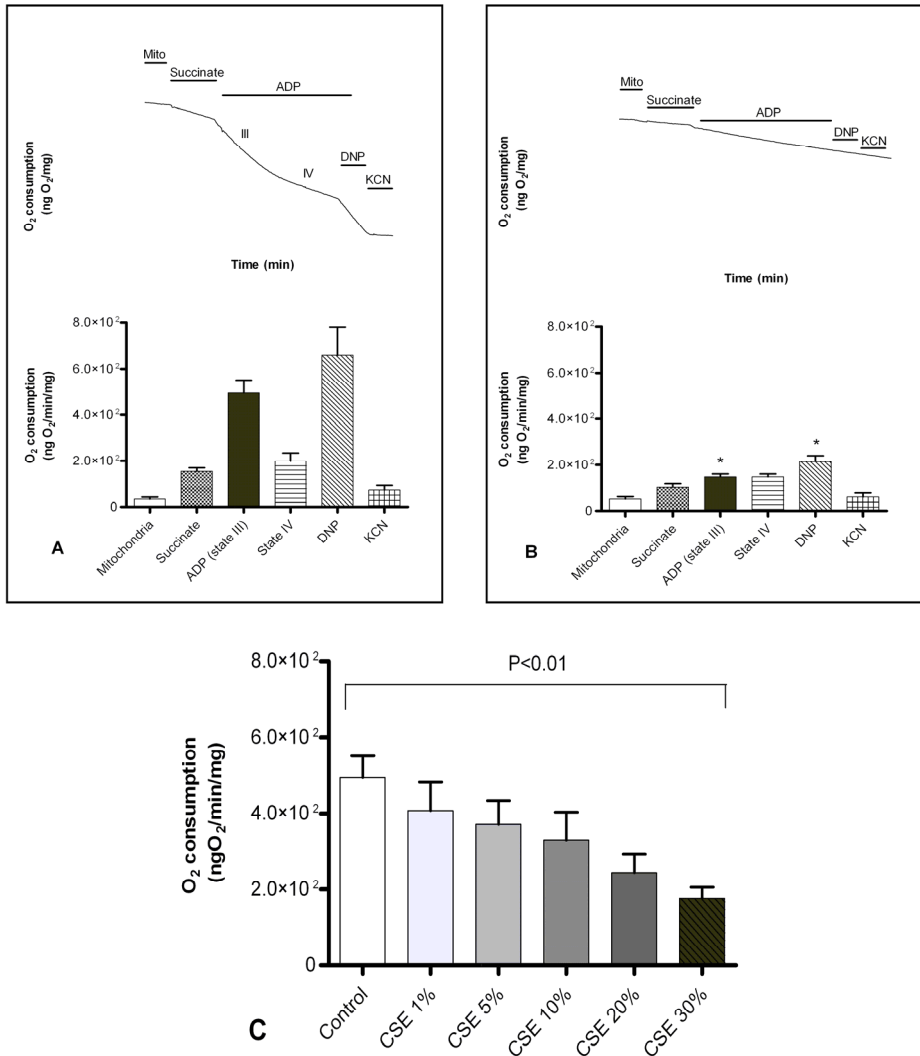 Mito
Succinate
ADP
III
IV
DNP
KCN
O₂ consumption
(ng O₂/mg)
Time (min)
8.0×10²
6.0×10²
4.0×10²
2.0×10²
0
O₂ consumption
(ng O₂/min/mg)
Mitochondria
Succinate
ADP (state III)
State IV
DNP
KCN
A
Mito
Succinate
ADP
DNP
KCN
O₂ consumption
(ng O₂/mg)
Time (min)
8.0×10²
6.0×10²
4.0×10²
2.0×10²
0
O₂ consumption
(ng O₂/min/mg)
*
*
Mitochondria
Succinate
ADP (state III)
State IV
DNP
KCN
B
8.0×10²
6.0×10²
4.0×10²
2.0×10²
0
P<0.01
O₂ consumption
(ngO₂/min/mg)
Control
CSE 1%
CSE 5%
CSE 10%
CSE 20%
CSE 30%
C